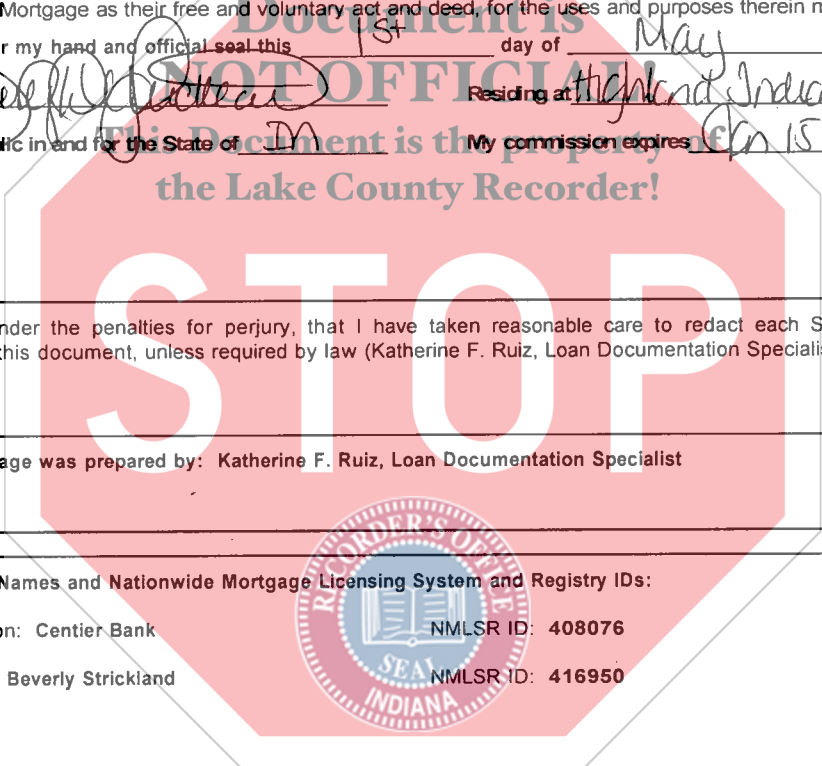 Mortgage as their free and voluntary act and deed, for the uses and purposes therein m
Document is
r my hand and official seal this 1st day of May
NOT OFFICIAL!
Residing at Highland, India
This Document is the property of
lic in and for the State of IN My commission expires Jan 15
the Lake County Recorder!
STOP
nder the penalties for perjury, that I have taken reasonable care to redact each S
this document, unless required by law (Katherine F. Ruiz, Loan Documentation Speciali
age was prepared by: Katherine F. Ruiz, Loan Documentation Specialist
RECORDER'S OFFICE
Names and Nationwide Mortgage Licensing System and Registry IDs:
on: Centier Bank NMLSR ID: 408076
Beverly Strickland NMLSR ID: 416950
SEAL
INDIANA